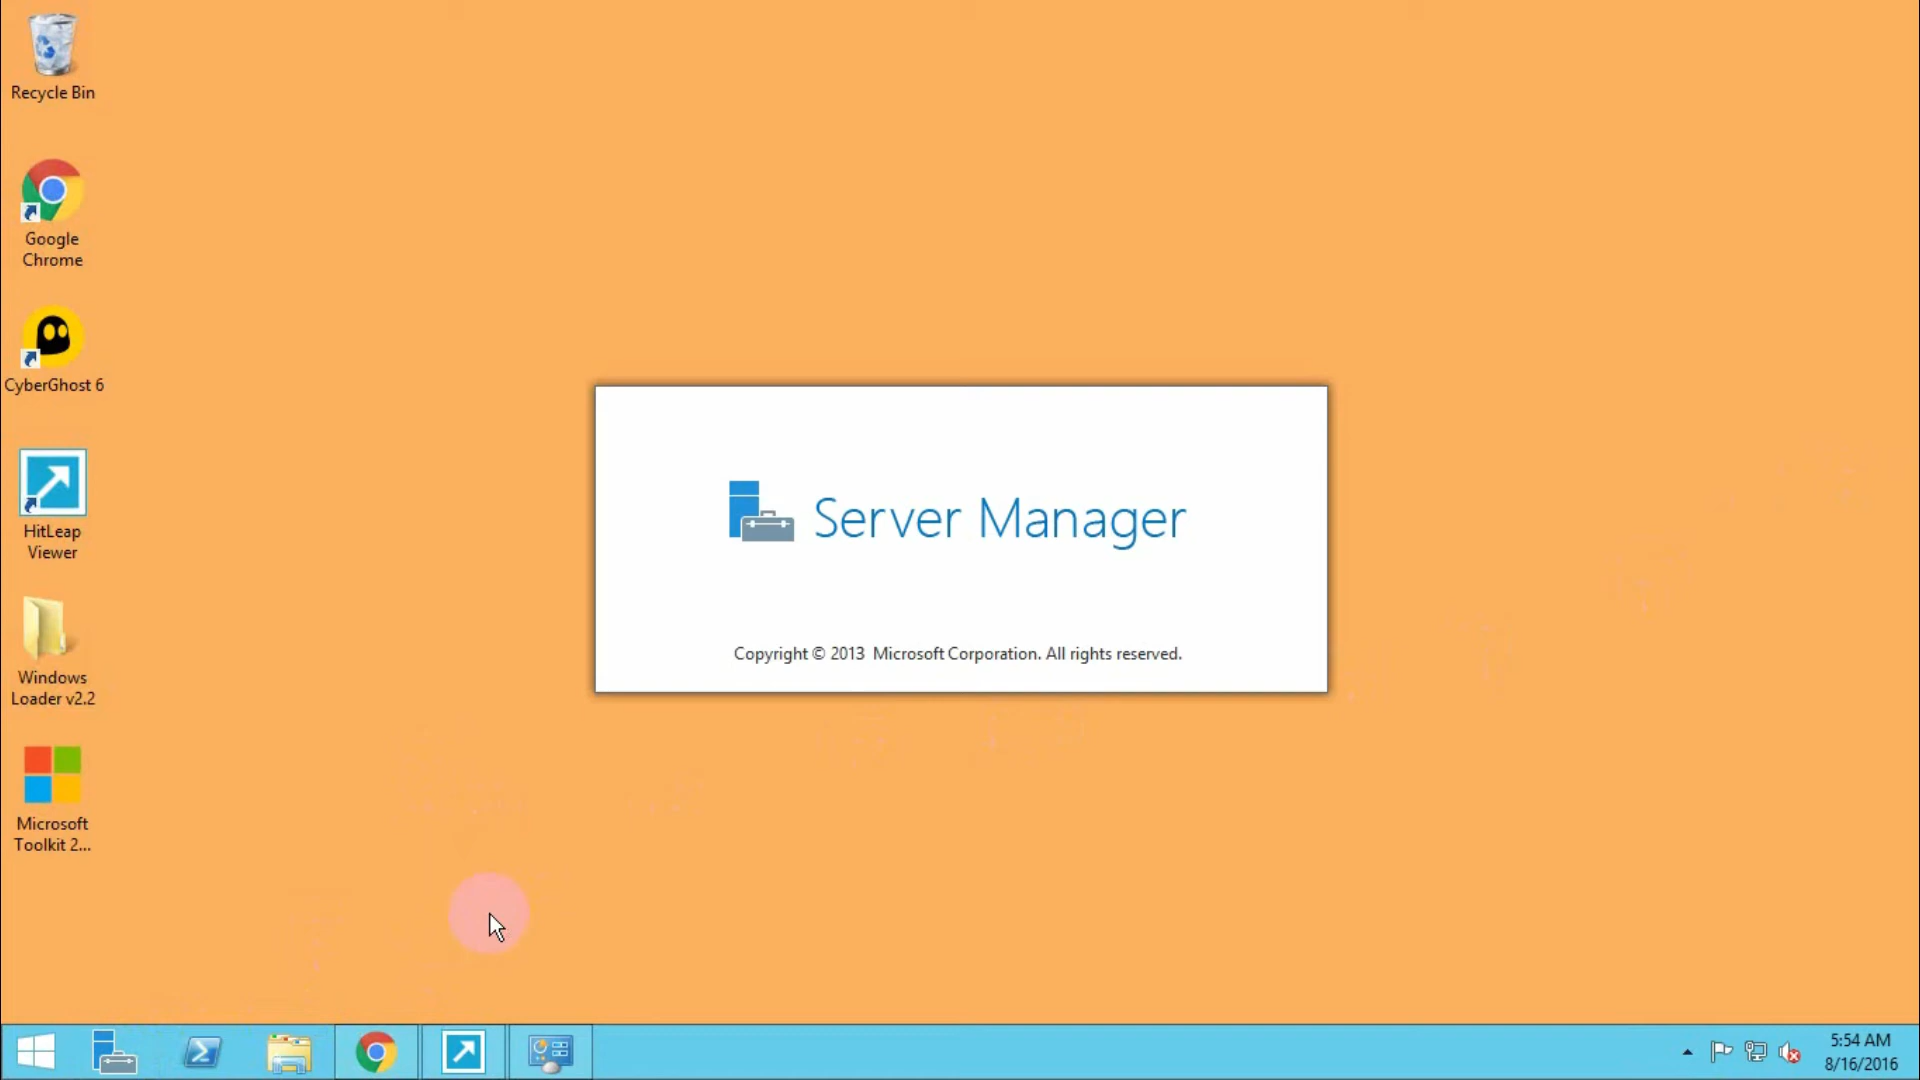 Recycle Bin
Google
Chrome
CyberGhost 6
HitLeap
Viewer
Windows
Loader v2.2
Microsoft
Toolkit 2...
Server Manager
Copyright © 2013 Microsoft Corporation. All rights reserved.
5:54 AM
8/16/2016